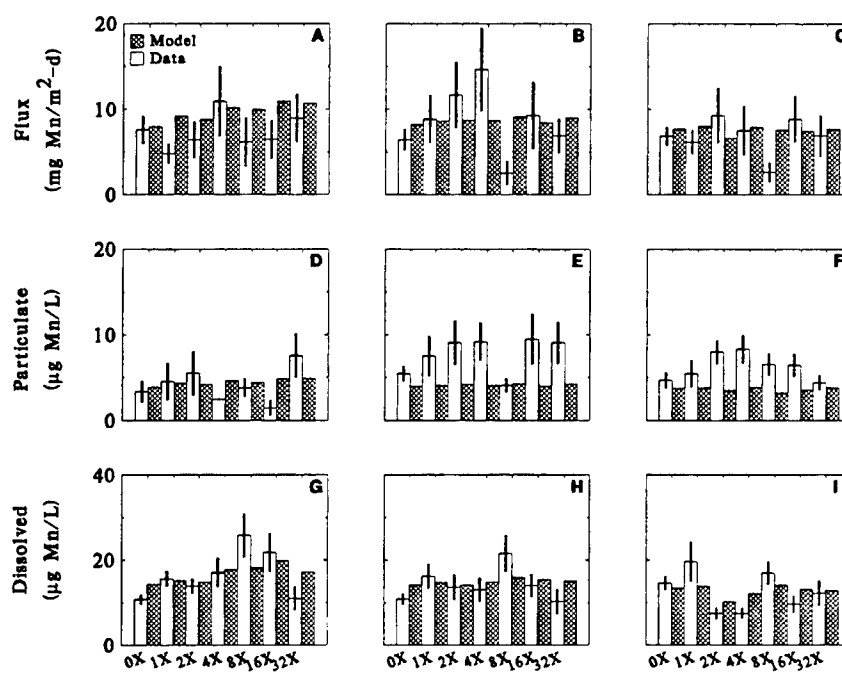 20
Model
Data
A
B
C
10
0
Flux
(mg Mn/m²-d)
20
D
E
F
10
0
Particulate
(µg Mn/L)
40
G
H
I
20
0
Dissolved
(µg Mn/L)
0X 1X 2X 4X 8X 16X 32X
0X 1X 2X 4X 8X 16X 32X
0X 1X 2X 4X 8X 16X 32X